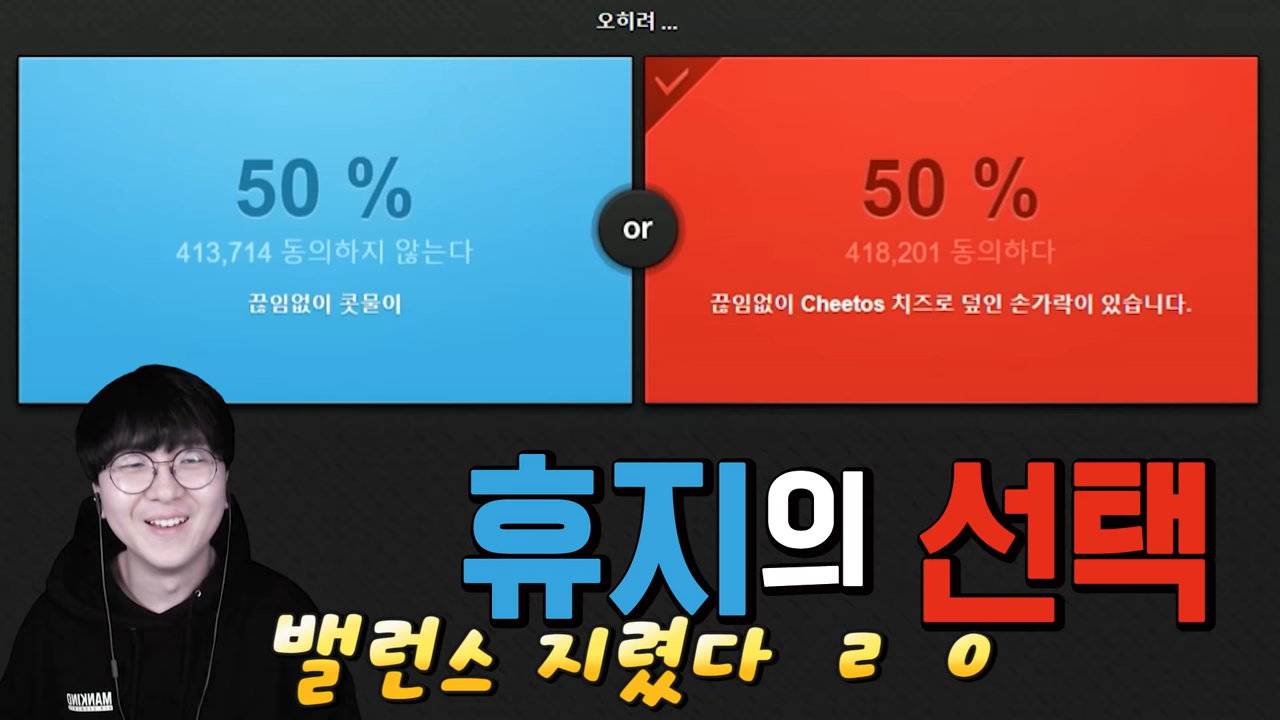 오히려 ...
50 %
413,714 동의하지 않는다
끊임없이 콧물이
or
50 %
418,201 동의하다
끊임없이 Cheetos 치즈로 덮인 손가락이 있습니다.
휴지의 선택
밸런스 지렸다 ㄹㅇ
MANKIND